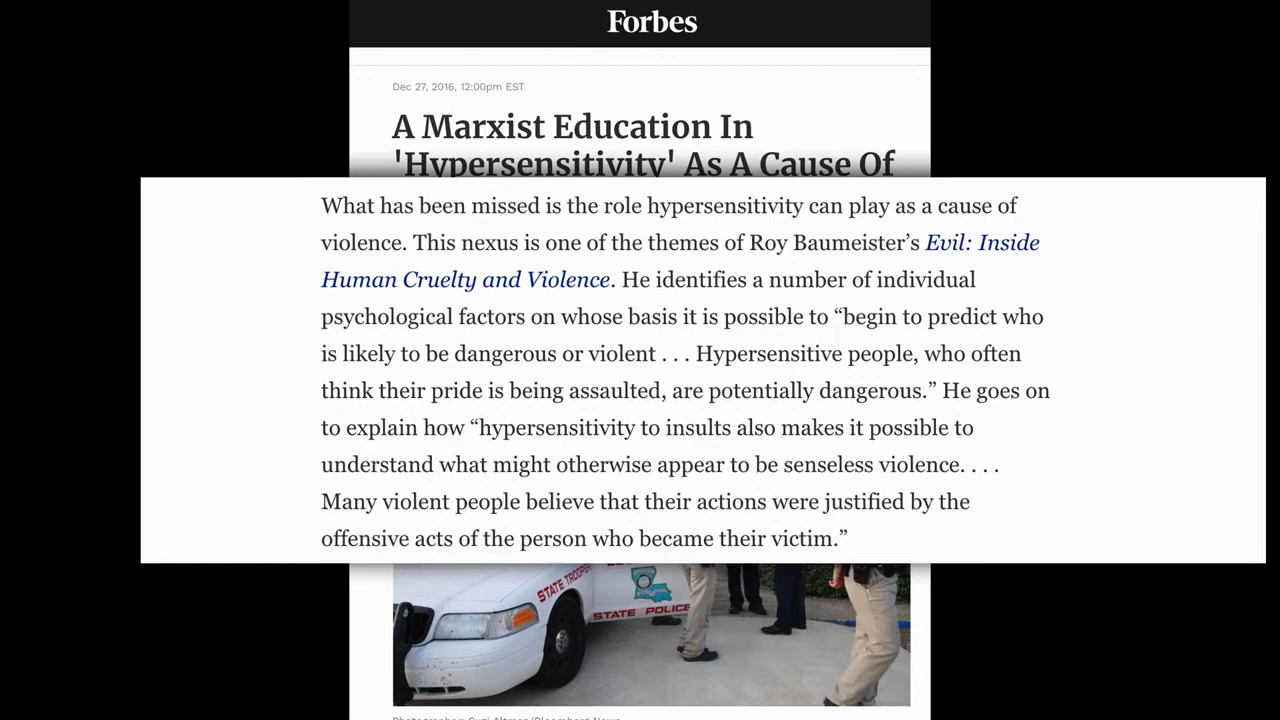 Forbes
Dec 27, 2016, 12:00pm EST
A Marxist Education In
'Hypersensitivity' As A Cause Of
What has been missed is the role hypersensitivity can play as a cause of
violence. This nexus is one of the themes of Roy Baumeister’s Evil: Inside
Human Cruelty and Violence. He identifies a number of individual
psychological factors on whose basis it is possible to “begin to predict who
is likely to be dangerous or violent . . . Hypersensitive people, who often
think their pride is being assaulted, are potentially dangerous.” He goes on
to explain how “hypersensitivity to insults also makes it possible to
understand what might otherwise appear to be senseless violence. . . .
Many violent people believe that their actions were justified by the
offensive acts of the person who became their victim.”
STATE TROOPER
STATE POLICE